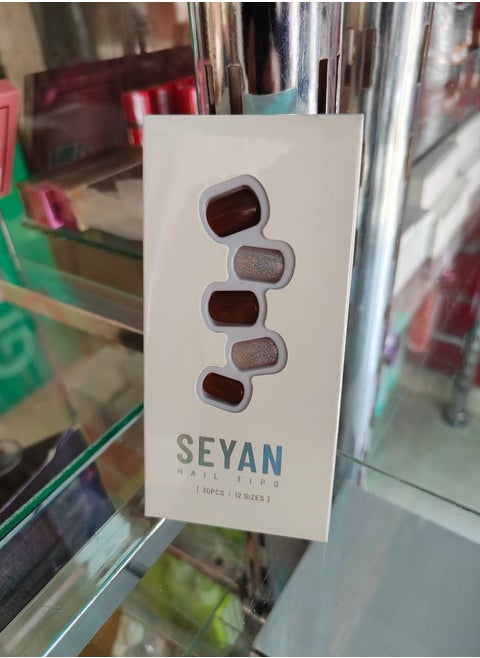 SEYAN
NAIL TIPS
[ 30PCS / 12 SIZES ]